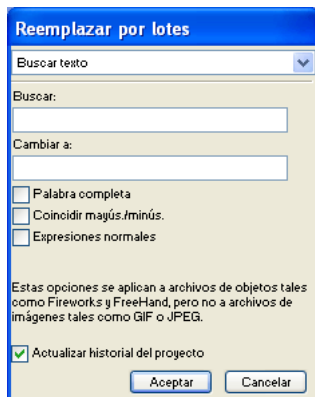 Reemplazar por lotes
Buscar texto
Buscar:
Cambiar a:
Palabra completa
Coincidir mayús./minús.
Expresiones normales
Estas opciones se aplican a archivos de objetos tales
como Fireworks y FreeHand, pero no a archivos de
imágenes tales como GIF o JPEG.
Actualizar historial del proyecto
Aceptar Cancelar